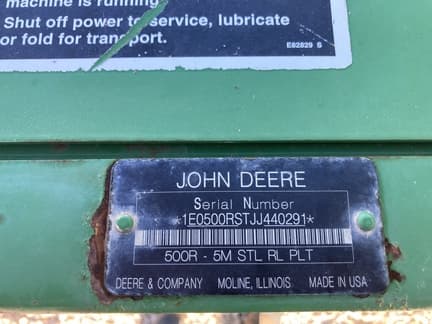 machine is running.
Shut off power to service, lubricate
or fold for transport.
E82829 S
JOHN DEERE
Serial Number
*1E0500RSTJJ440291*
500R - 5M STL RL PLT
DEERE & COMPANY MOLINE, ILLINOIS MADE IN USA